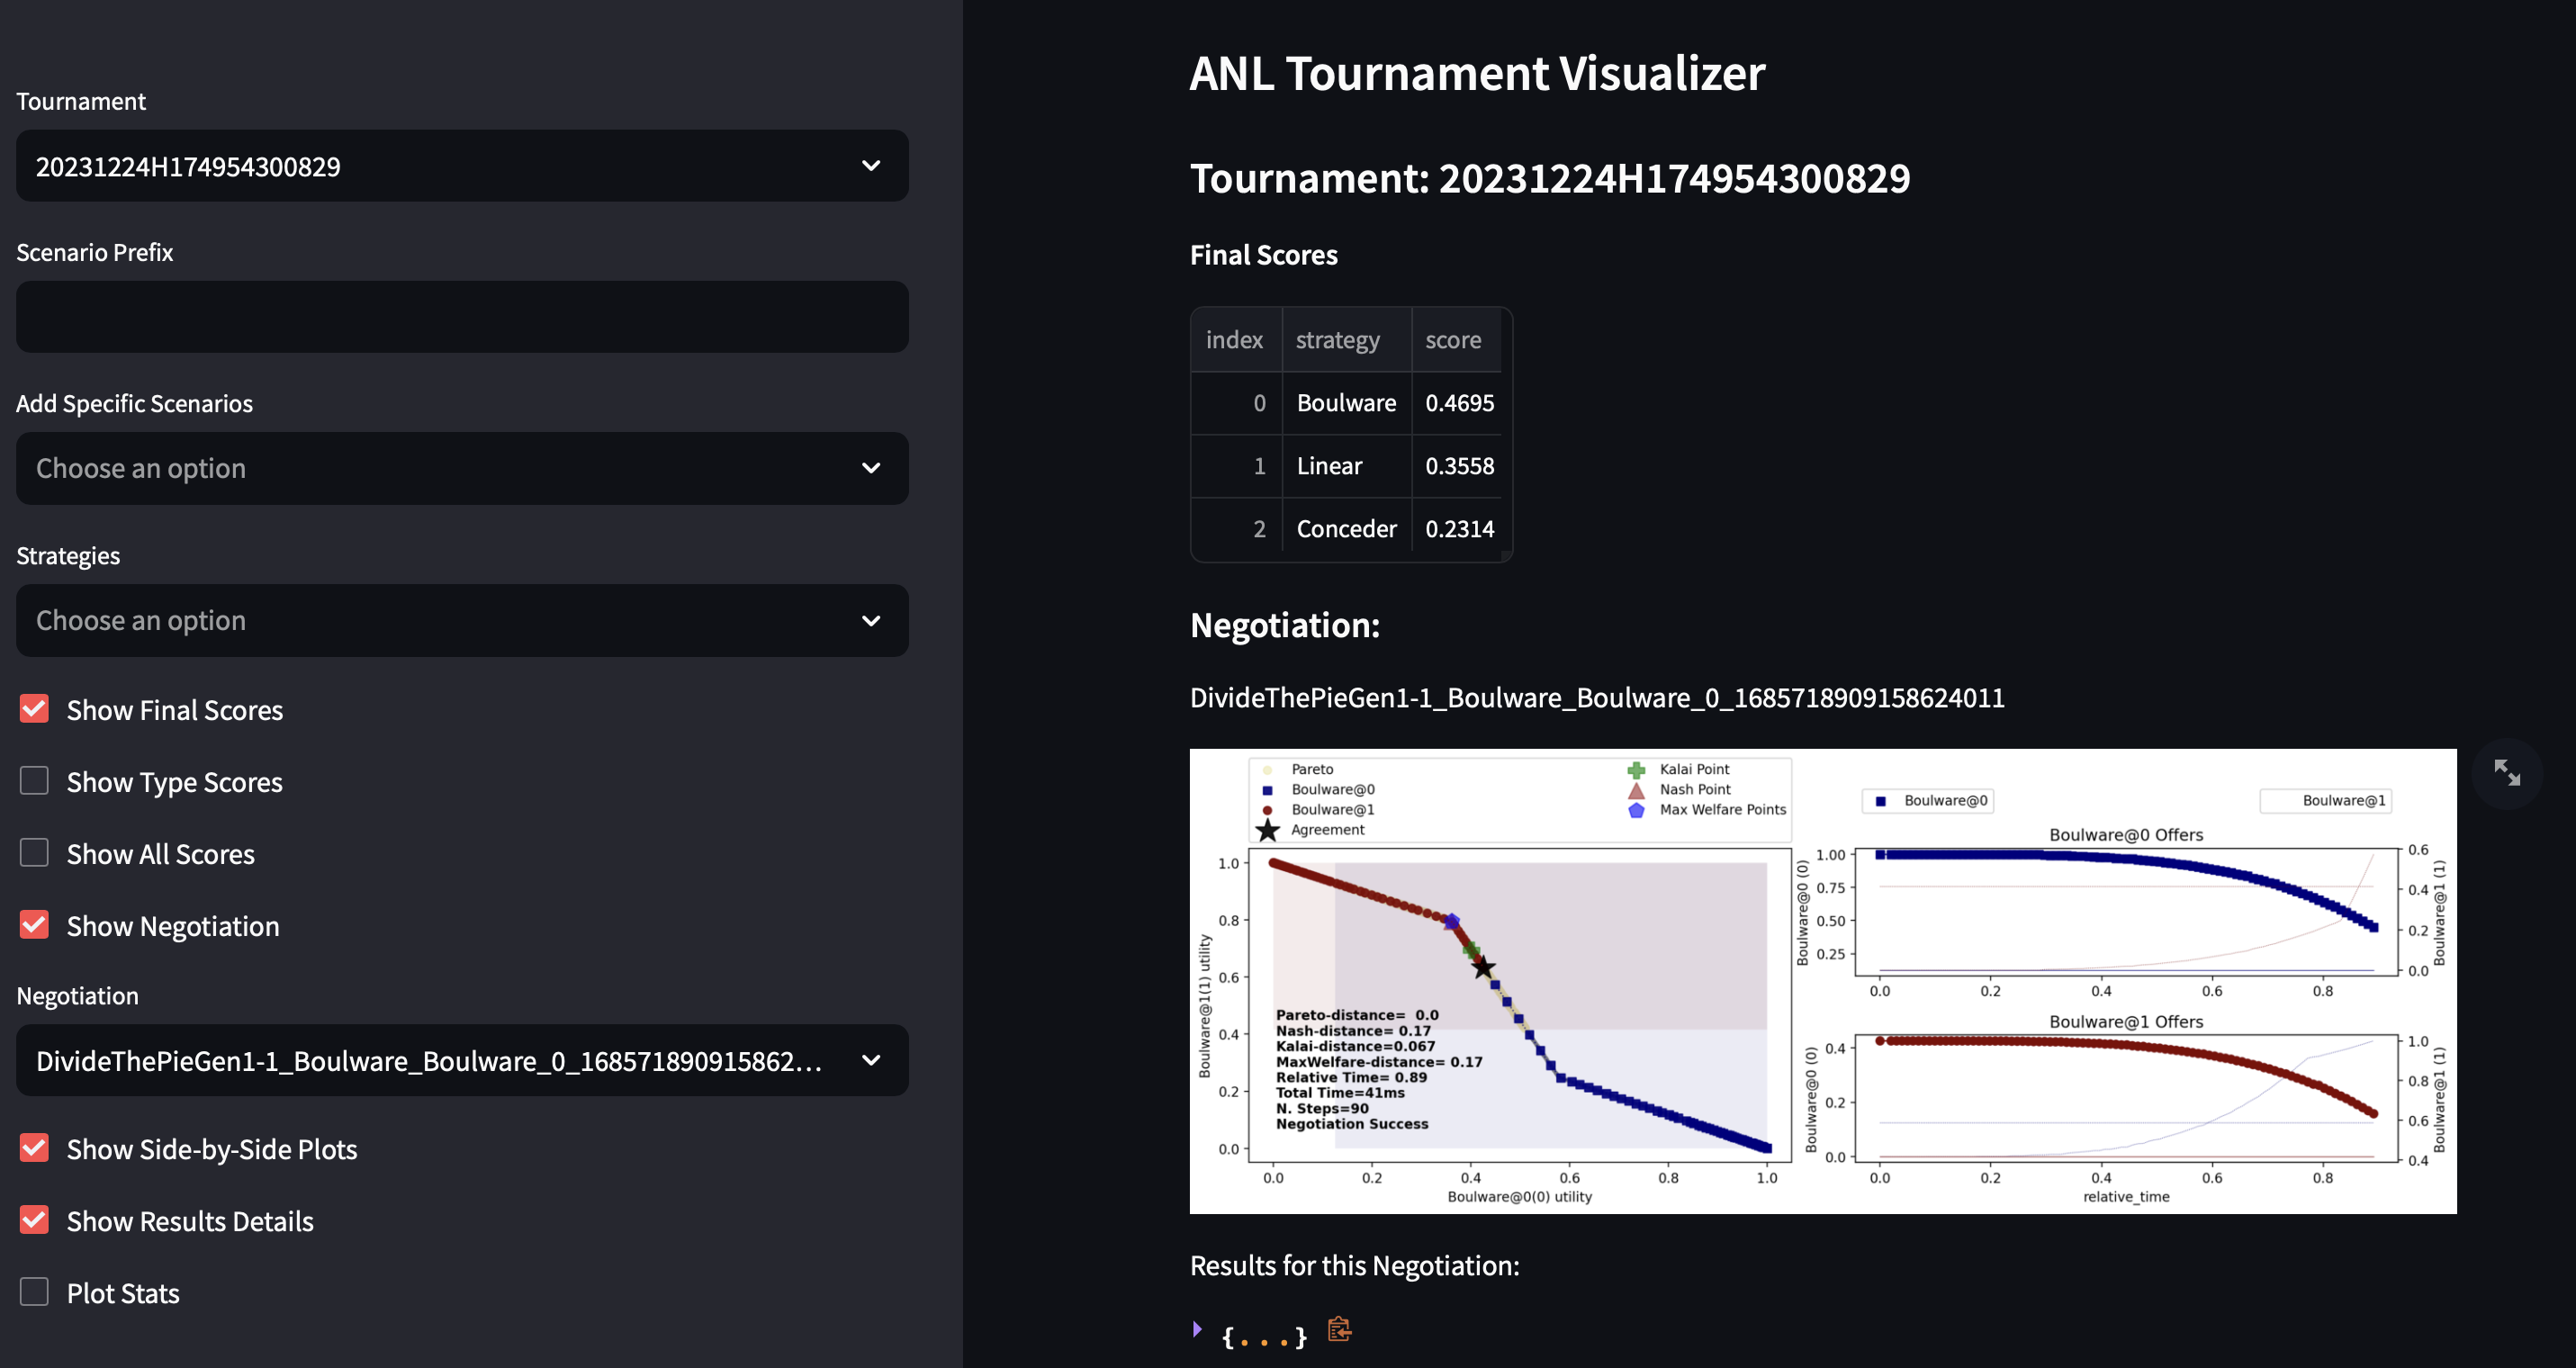 Tournament
20231224H174954300829
Scenario Prefix
Add Specific Scenarios
Choose an option
Strategies
Choose an option
Show Final Scores
Show Type Scores
Show All Scores
Show Negotiation
Negotiation
DivideThePieGen1-1_Boulware_Boulware_0_168571890915862...
Show Side-by-Side Plots
Show Results Details
Plot Stats
ANL Tournament Visualizer
Tournament: 20231224H174954300829
Final Scores
index strategy score
0 Boulware 0.4695
1 Linear 0.3558
2 Conceder 0.2314
Negotiation:
DivideThePieGen1-1_Boulware_Boulware_0_1685718909158624011
Pareto
Boulware@0
Boulware@1
Agreement
Kalai Point
Nash Point
Max Welfare Points
1.0
0.8
0.6
0.4
0.2
0.0
Boulware@1(1) utility
Pareto-distance= 0.0
Nash-distance= 0.17
Kalai-distance=0.067
MaxWelfare-distance= 0.17
Relative Time= 0.89
Total Time=41ms
N. Steps=90
Negotiation Success
0.0 0.2 0.4 0.6 0.8 1.0
Boulware@0(0) utility
Boulware@0
Boulware@1
Boulware@0 Offers
1.00
0.75
0.50
0.25
Boulware@0 (0)
0.6
0.4
0.2
0.0
Boulware@1 (1)
0.0 0.2 0.4 0.6 0.8
Boulware@1 Offers
0.4
0.2
0.0
Boulware@0 (0)
1.0
0.8
0.6
0.4
Boulware@1 (1)
0.0 0.2 0.4 0.6 0.8
relative_time
Results for this Negotiation:
{...}